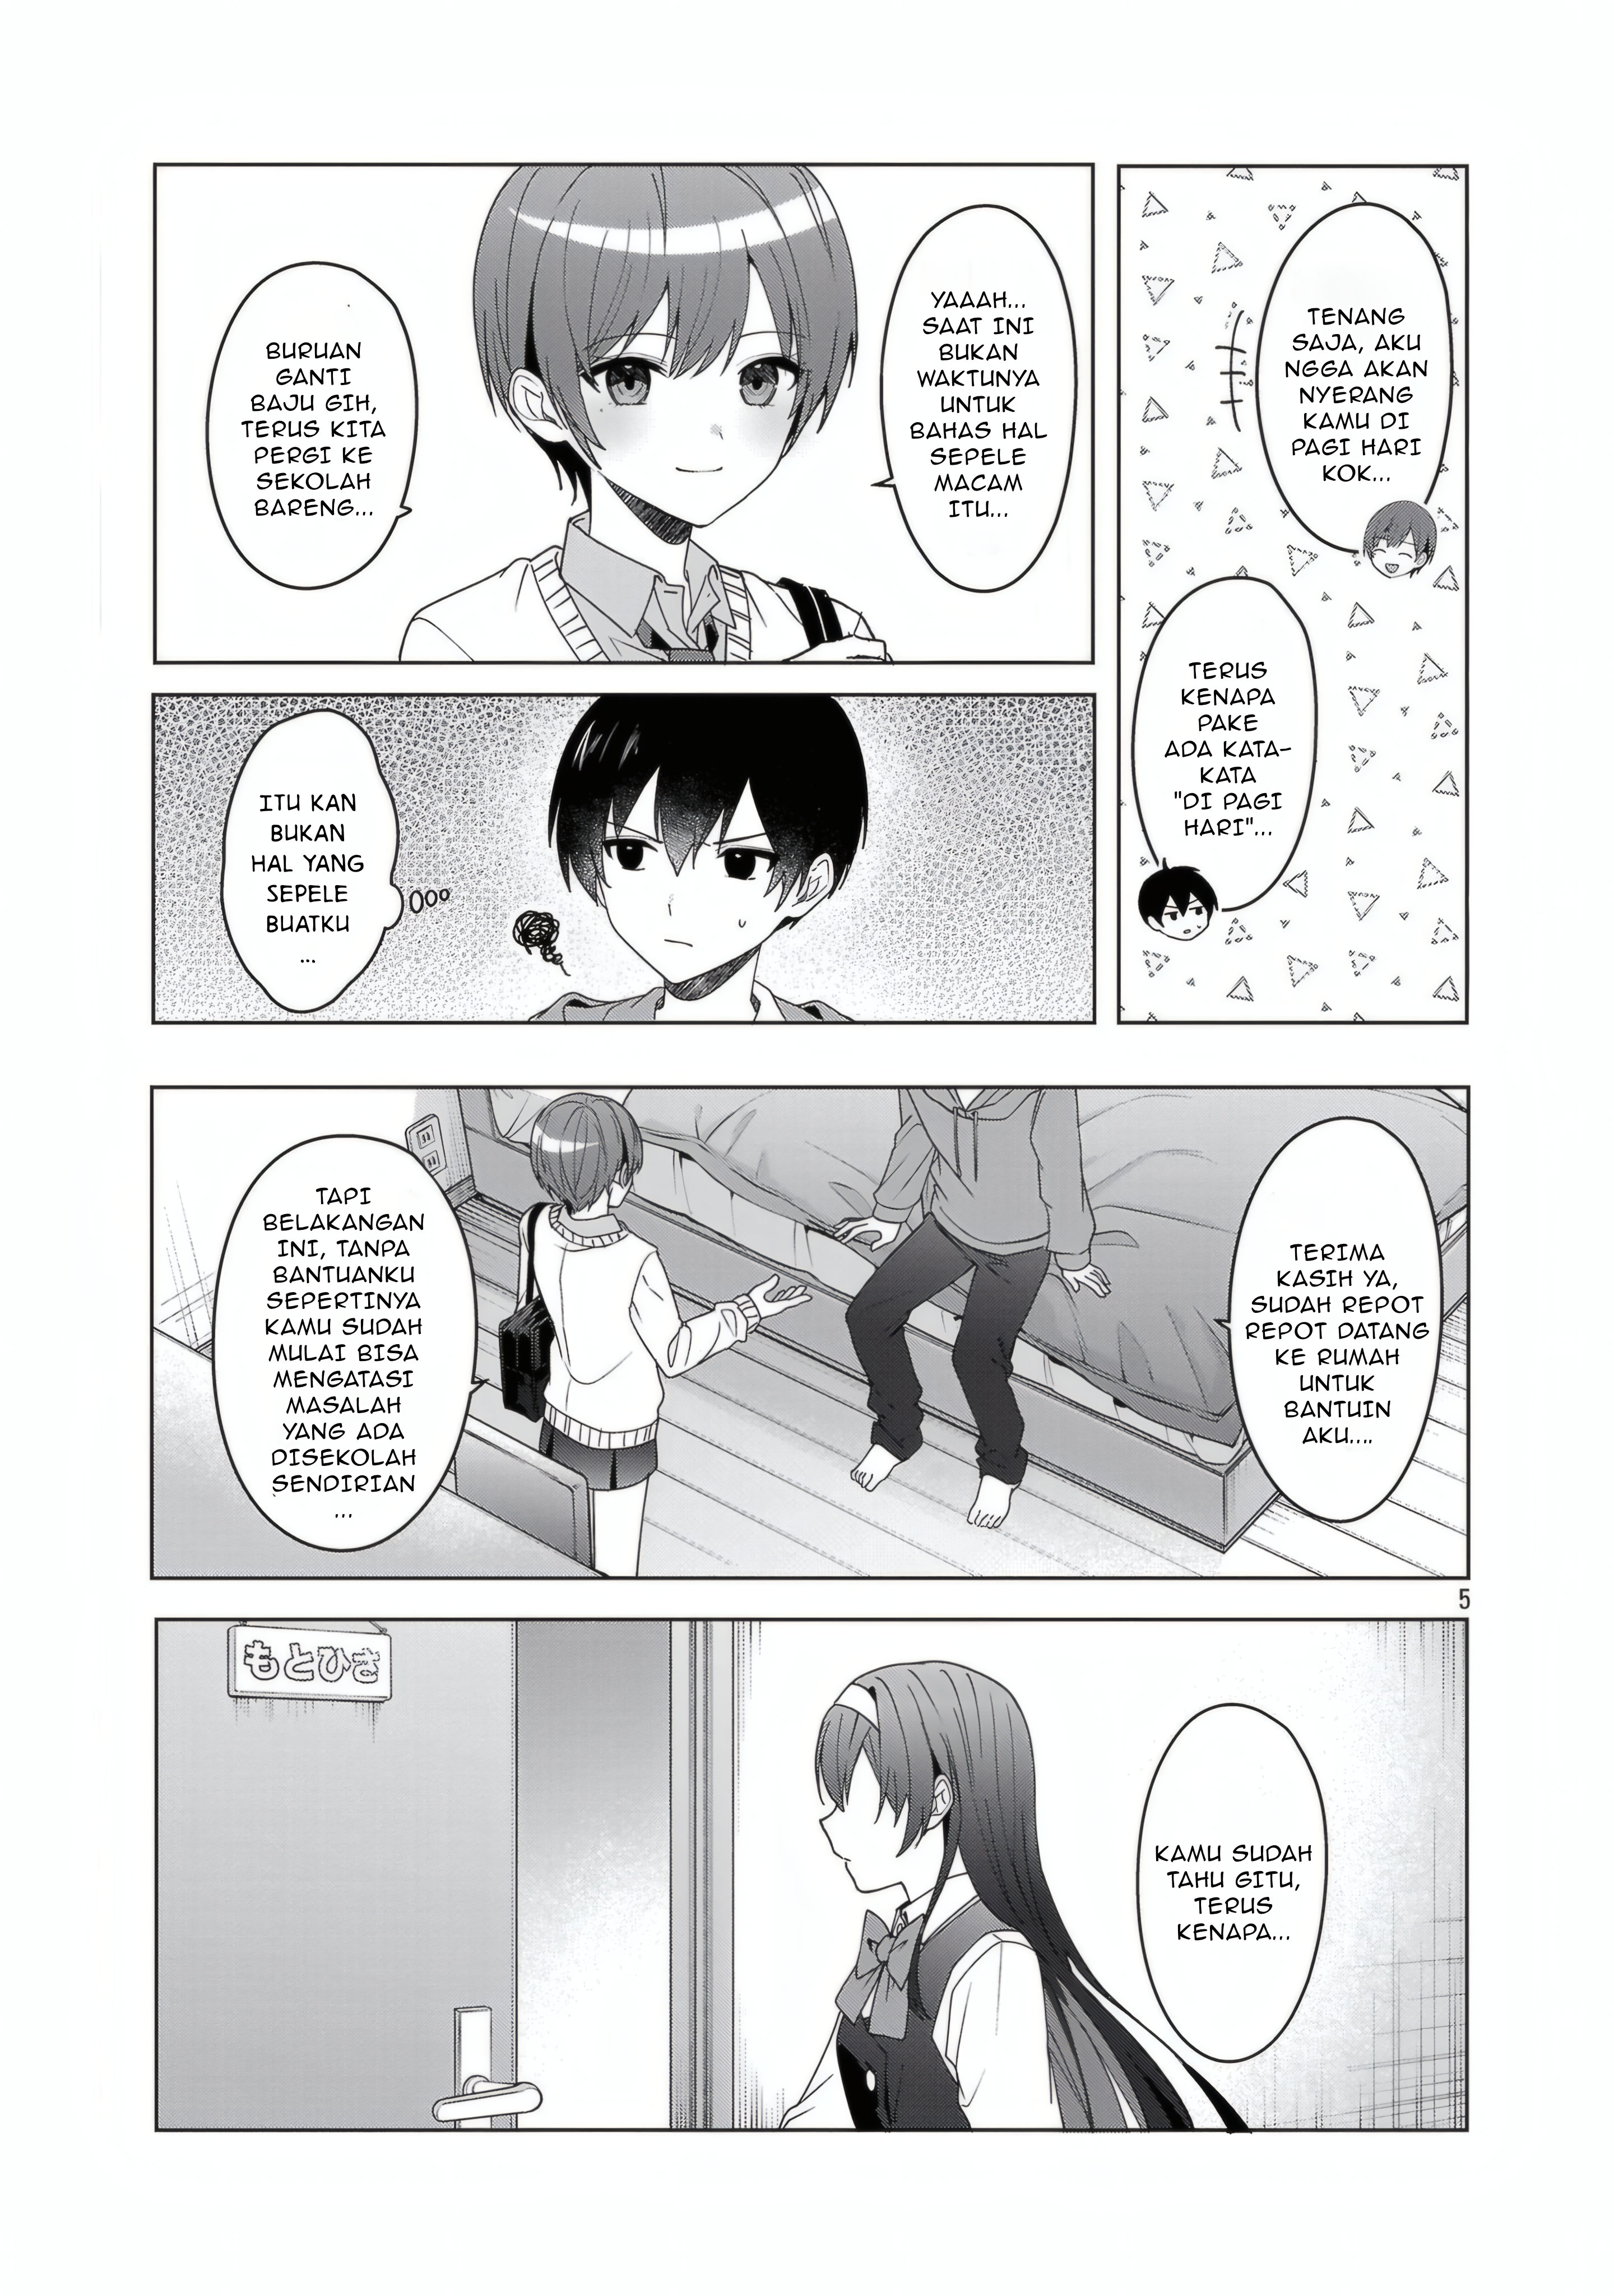 TENANG
SAJA, AKU
NGGA AKAN
NYERANG
KAMU DI
PAGI HARI
KOK...
TERUS
KENAPA
PAKE
ADA KATA-
KATA
"DI PAGI
HARI"...
YAAAH...
SAAT INI
BUKAN
WAKTUNYA
UNTUK
BAHAS HAL
SEPELE
MACAM
ITU...
BURUAN
GANTI
BAJU GIH,
TERUS KITA
PERGI KE
SEKOLAH
BARENG...
ITU KAN
BUKAN
HAL YANG
SEPELE
BUATKU
...
TERIMA
KASIH YA,
SUDAH REPOT
REPOT DATANG
KE RUMAH
UNTUK
BANTUIN
AKU....
TAPI
BELAKANGAN
INI, TANPA
BANTUANKU
SEPERTINYA
KAMU SUDAH
MULAI BISA
MENGATASI
MASALAH
YANG ADA
DISEKOLAH
SENDIRIAN
...
5
もとひさ
KAMU SUDAH
TAHU GITU,
TERUS
KENAPA...